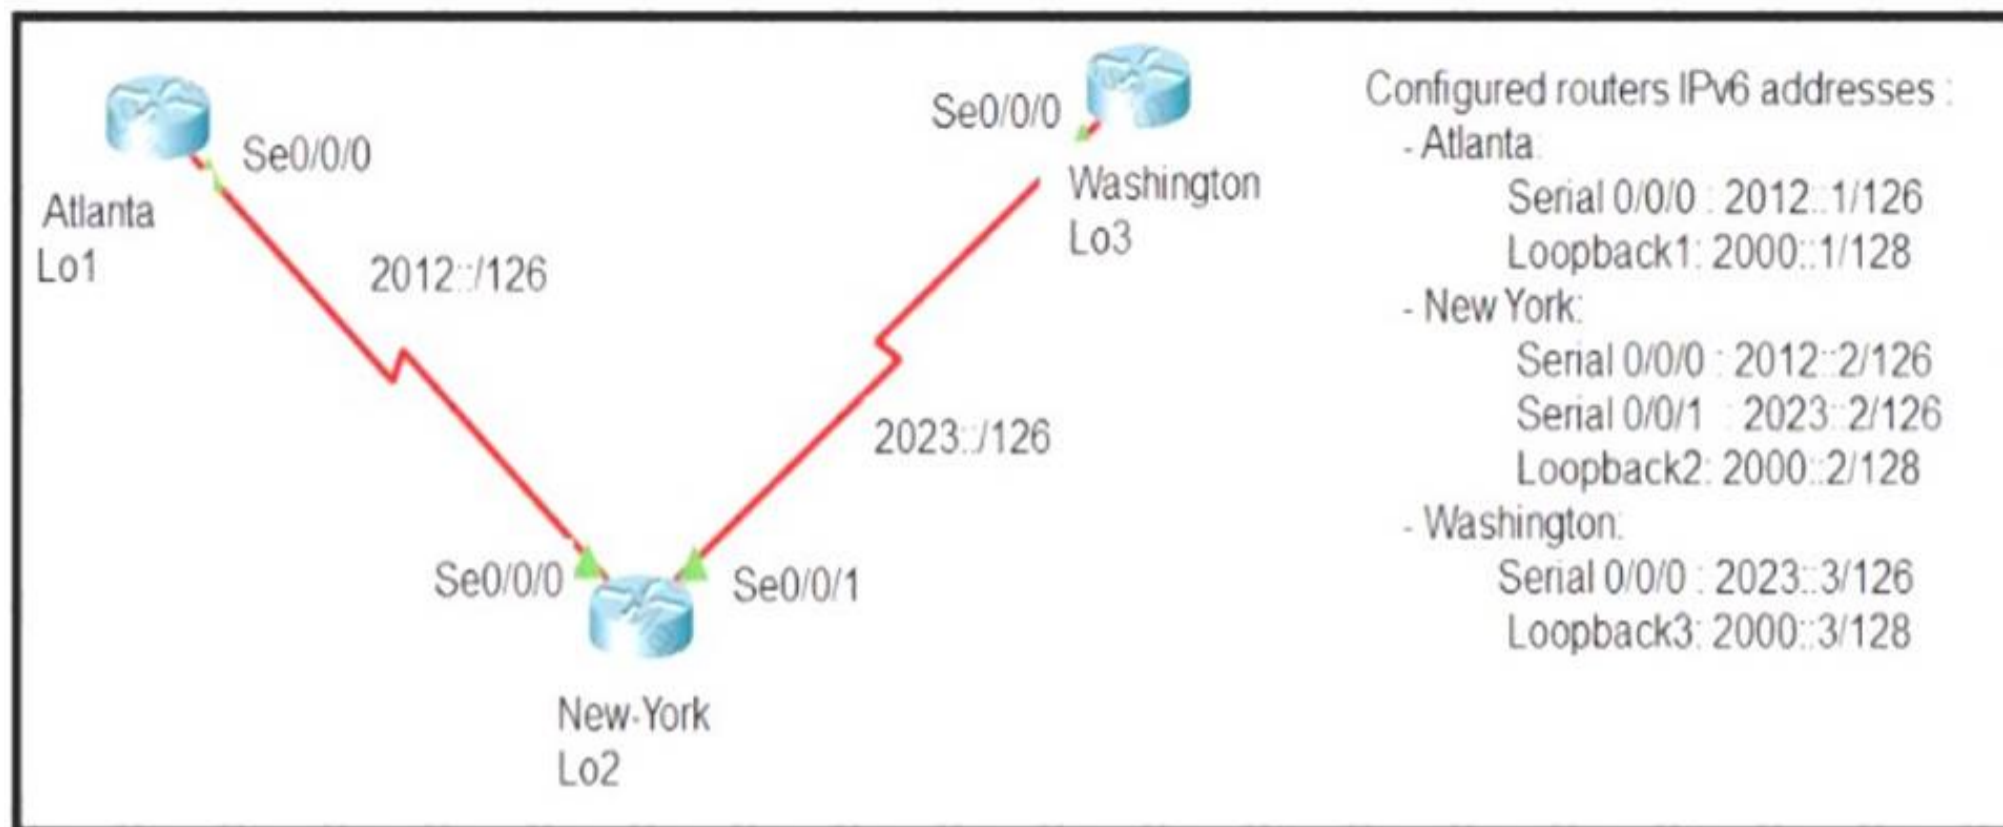 Se0/0/0
Atlanta
Lo1
2012::/126
Se0/0/0
Washington
Lo3
2023::/126
Se0/0/0
Se0/0/1
New-York
Lo2
Configured routers IPv6 addresses :
- Atlanta:
Serial 0/0/0 : 2012::1/126
Loopback1: 2000::1/128
- New York:
Serial 0/0/0 : 2012::2/126
Serial 0/0/1 : 2023::2/126
Loopback2: 2000::2/128
- Washington:
Serial 0/0/0 : 2023::3/126
Loopback3: 2000::3/128